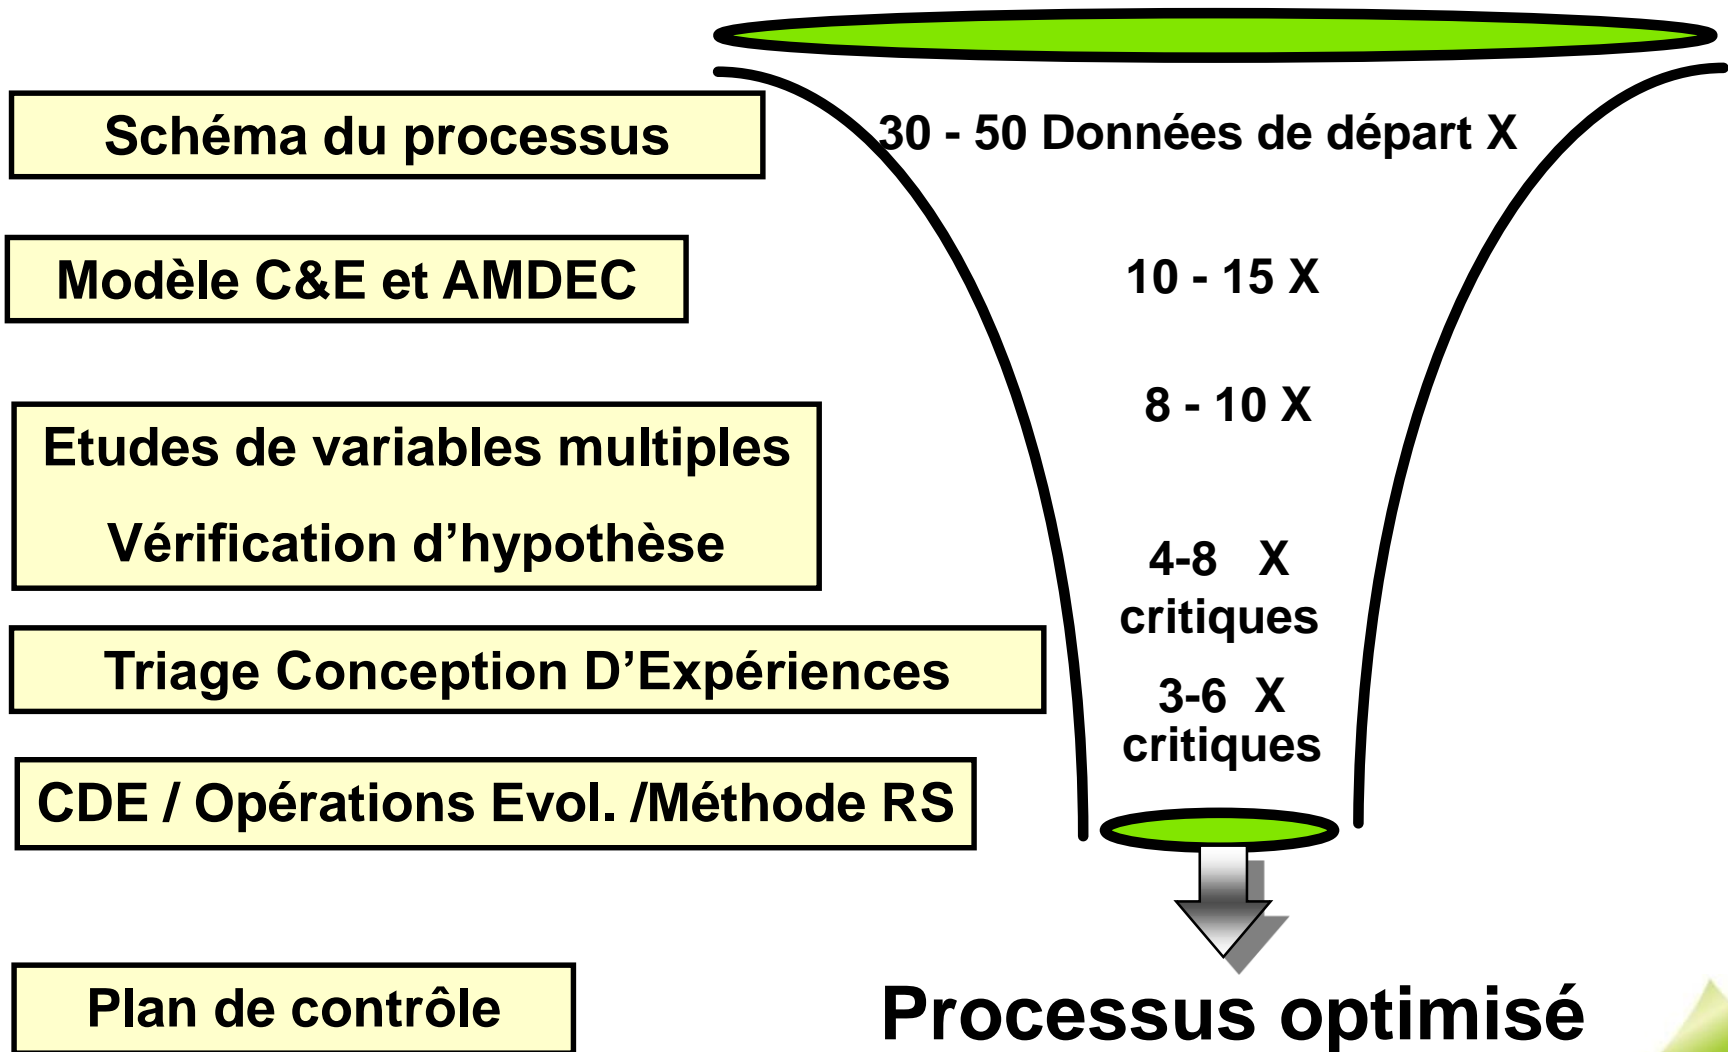 Schéma du processus
30 - 50 Données de départ X
Modèle C&E et AMDEC
10 - 15 X
8 - 10 X
Etudes de variables multiples
Vérification d’hypothèse
4-8 X
critiques
Triage Conception D’Expériences
3-6 X
critiques
CDE / Opérations Evol. /Méthode RS
Plan de contrôle
Processus optimisé